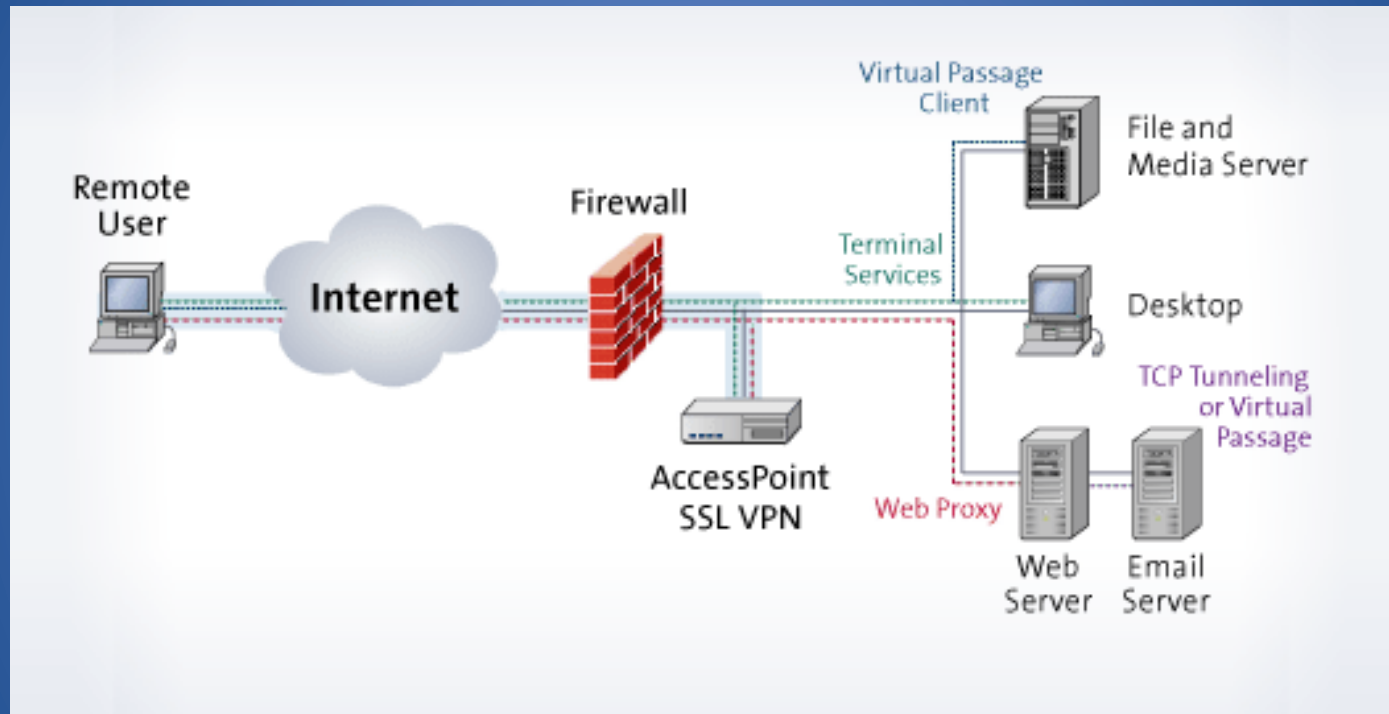 Virtual Passage
Client
File and
Media Server
Remote
User
Firewall
Terminal
Services
Internet
Desktop
TCP Tunneling
or Virtual
Passage
AccessPoint
SSL VPN
Web Proxy
Web
Server
Email
Server